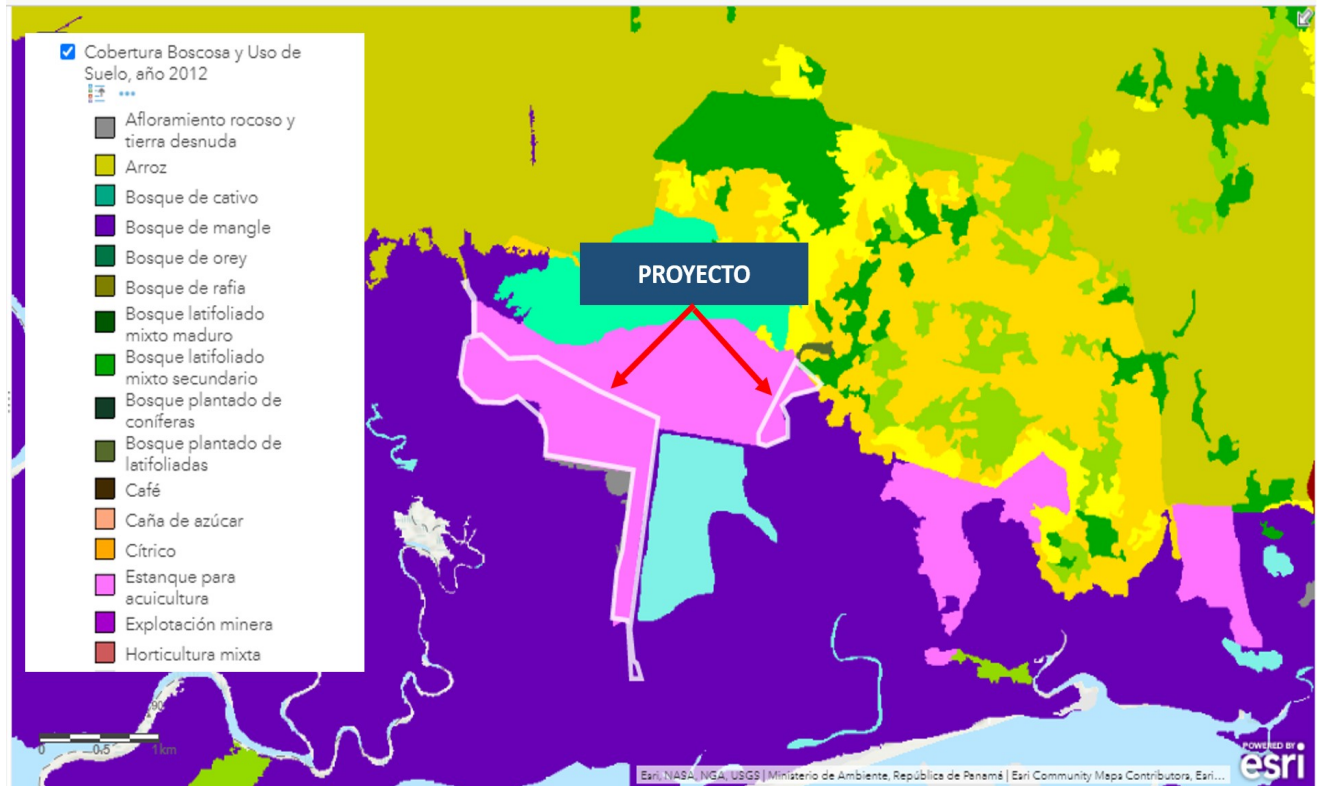 Cobertura Boscosa y Uso de
Suelo, año 2012
Afloramiento rocoso y
tierra desnuda
Arroz
Bosque de cativo
Bosque de mangle
Bosque de orey
Bosque de rafia
Bosque latifoliado
mixto maduro
Bosque latifoliado
mixto secundario
Bosque plantado de
coníferas
Bosque plantado de
latifoliadas
Café
Caña de azúcar
Cítrico
Estanque para
acuicultura
Explotación minera
Horticultura mixta
PROYECTO
90
0 0.5 1km
Esri, NASA, NGA, USGS | Ministerio de Ambiente, República de Panamá | Esri Community Maps Contributors, Esri...
POWERED BY
esri